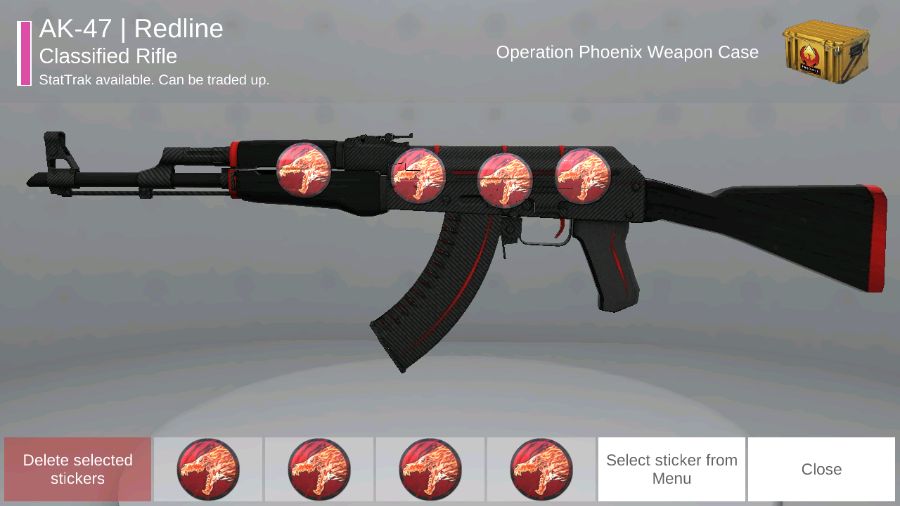 AK-47 | Redline
Classified Rifle
StatTrak available. Can be traded up.
Operation Phoenix Weapon Case
Delete selected
stickers
Select sticker from
Menu
Close